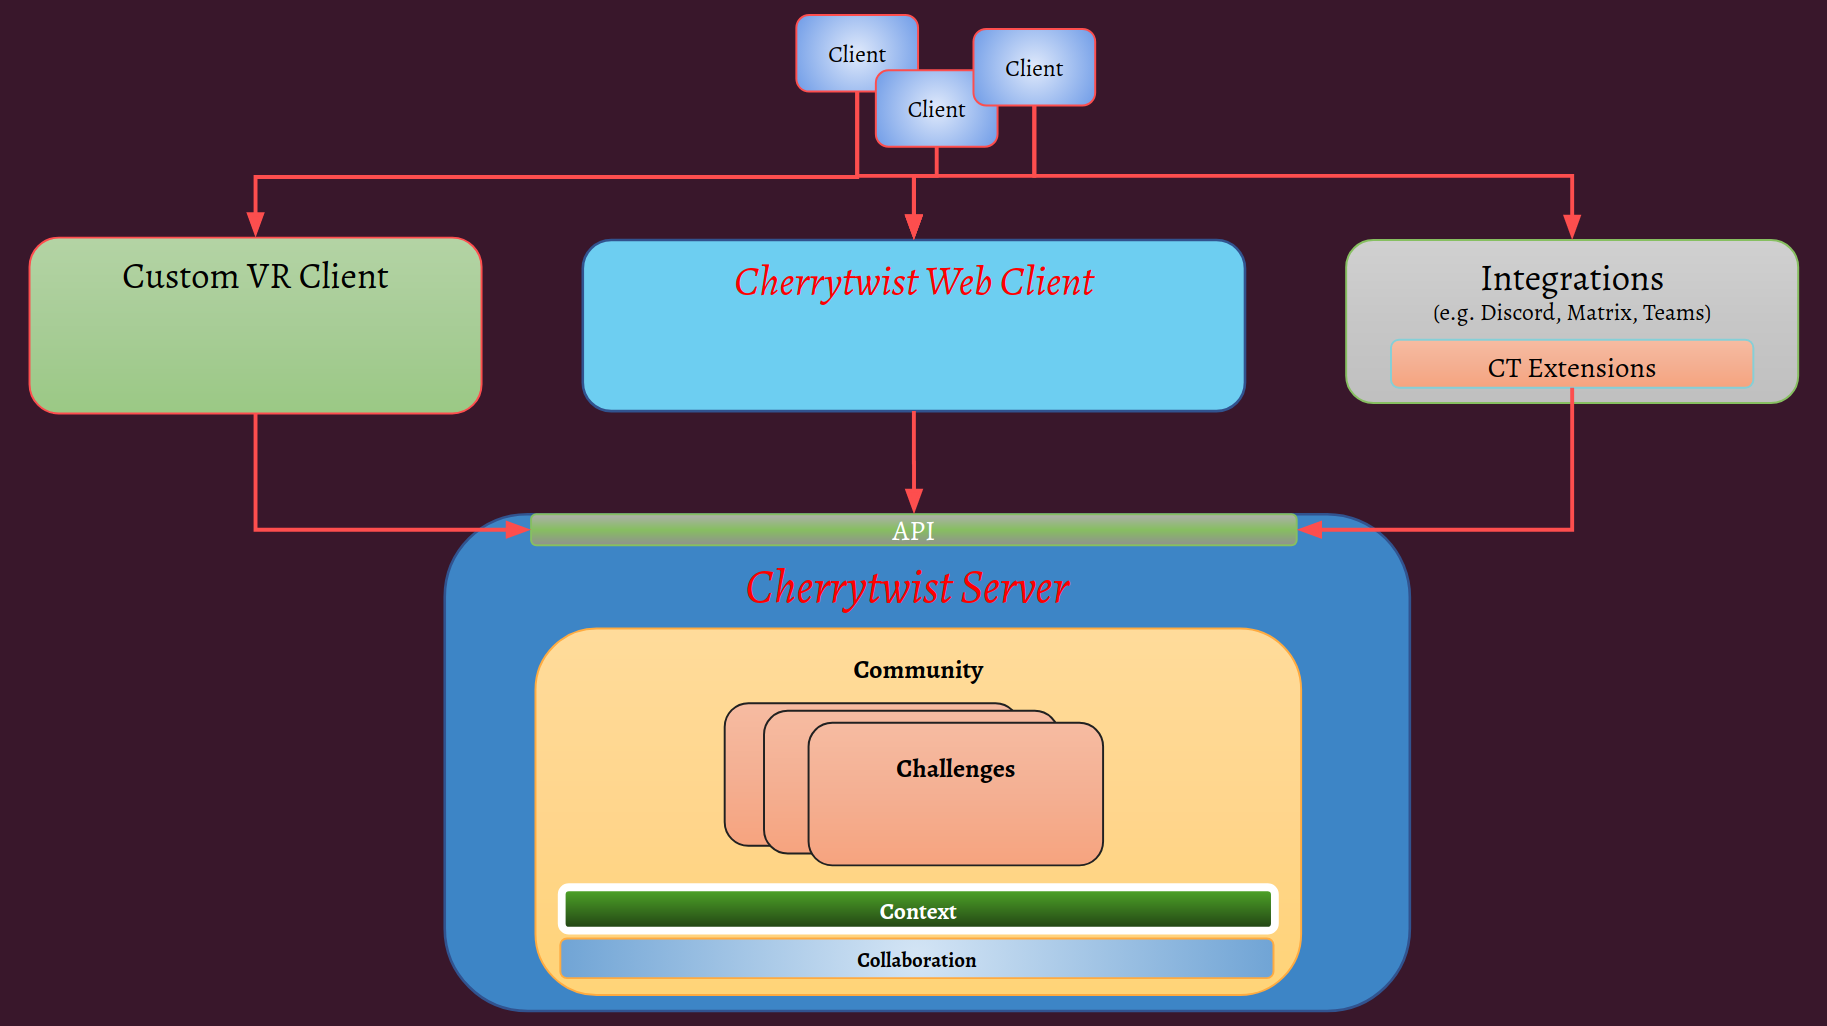 Client
Client
Client
Custom VR Client
Cherrytwist Web Client
Integrations
(e.g. Discord, Matrix, Teams)
CT Extensions
API
Cherrytwist Server
Community
Challenges
Context
Collaboration